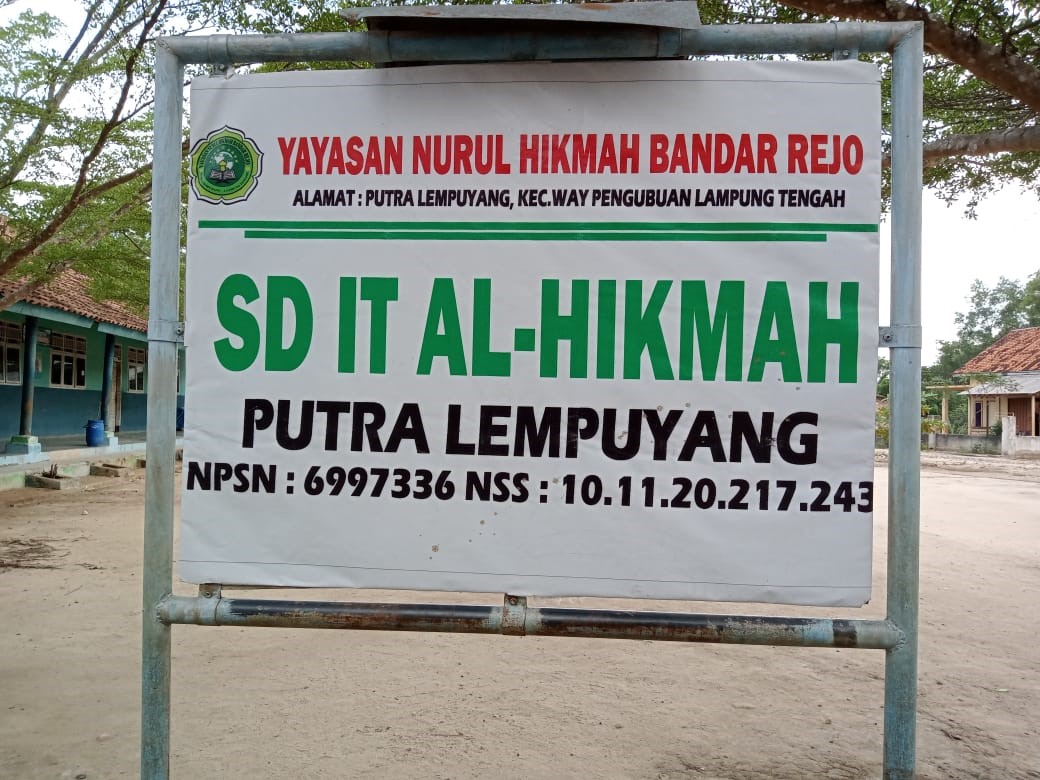 YAYASAN NURUL HIKMAH BANDAR REJO
ALAMAT : PUTRA LEMPUYANG, KEC.WAY PENGUBUAN LAMPUNG TENGAH
SD IT AL-HIKMAH
PUTRA LEMPUYANG
NPSN : 6997336 NSS : 10.11.20.217.243